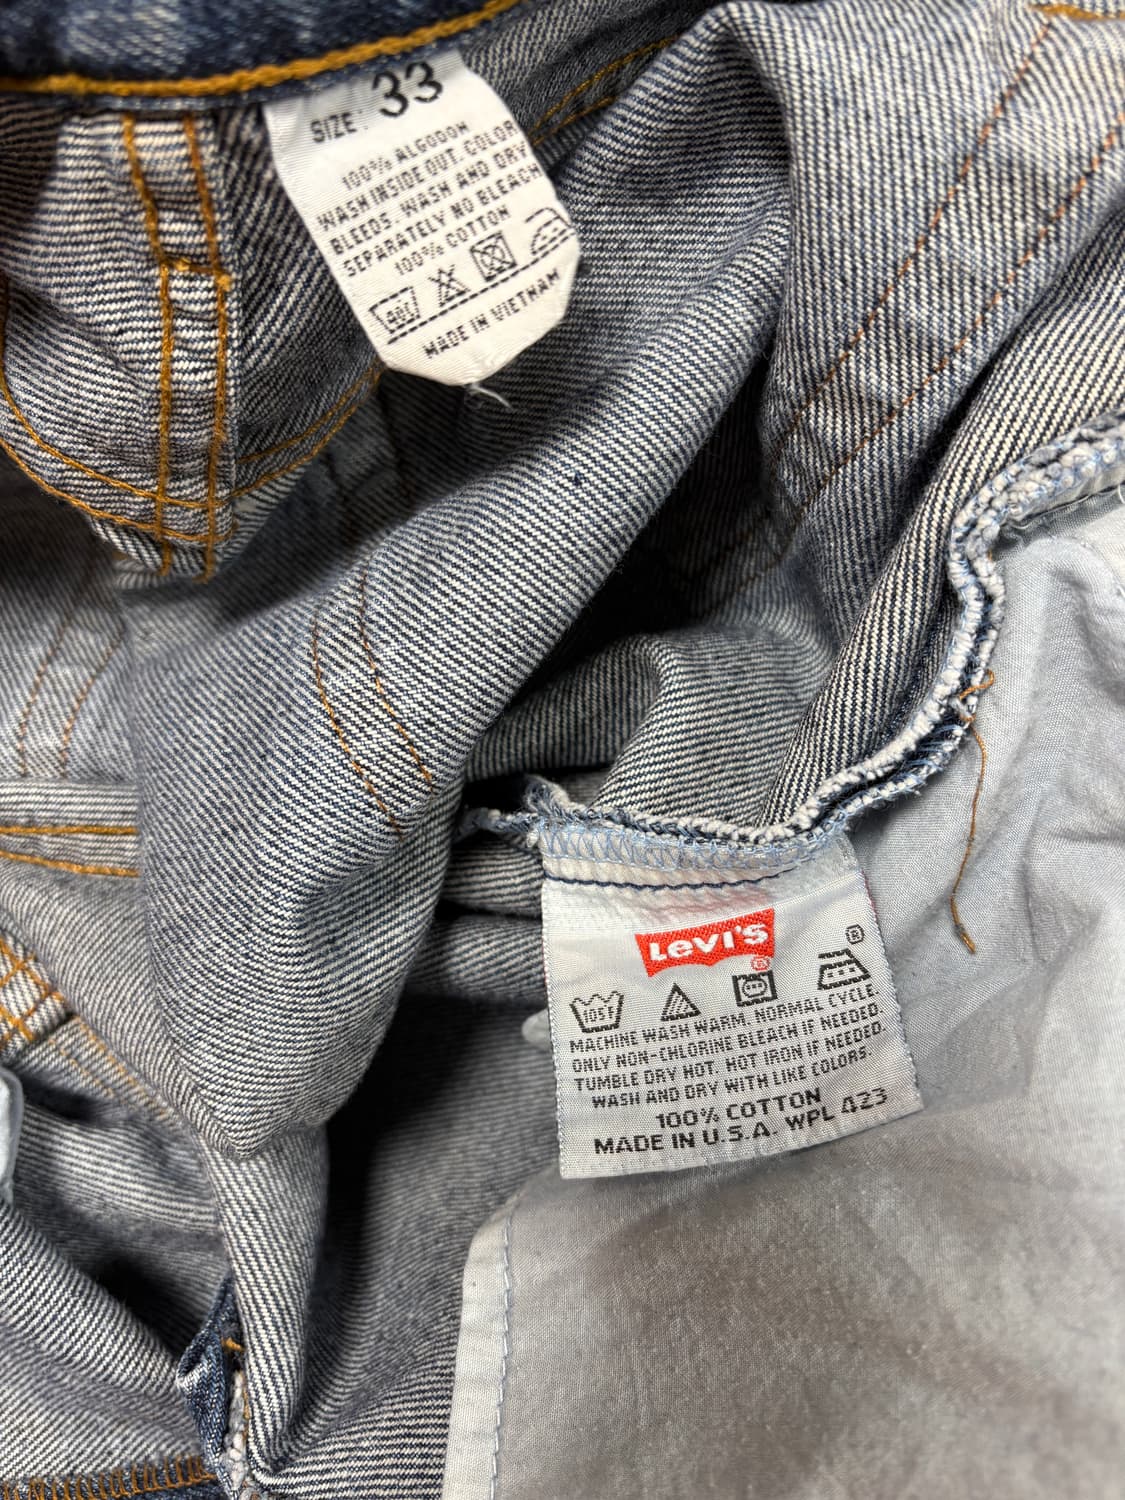 SIZE: 33
100% ALGODON
WASH INSIDE OUT. COLOR
BLEEDS. WASH AND DRY
SEPARATELY NO BLEACH
100% COTTON
40C
MADE IN VIETNAM
Levi's ®
®
105F
MACHINE WASH WARM. NORMAL CYCLE.
ONLY NON-CHLORINE BLEACH IF NEEDED.
TUMBLE DRY HOT. HOT IRON IF NEEDED.
WASH AND DRY WITH LIKE COLORS.
100% COTTON
MADE IN U.S.A. WPL 423